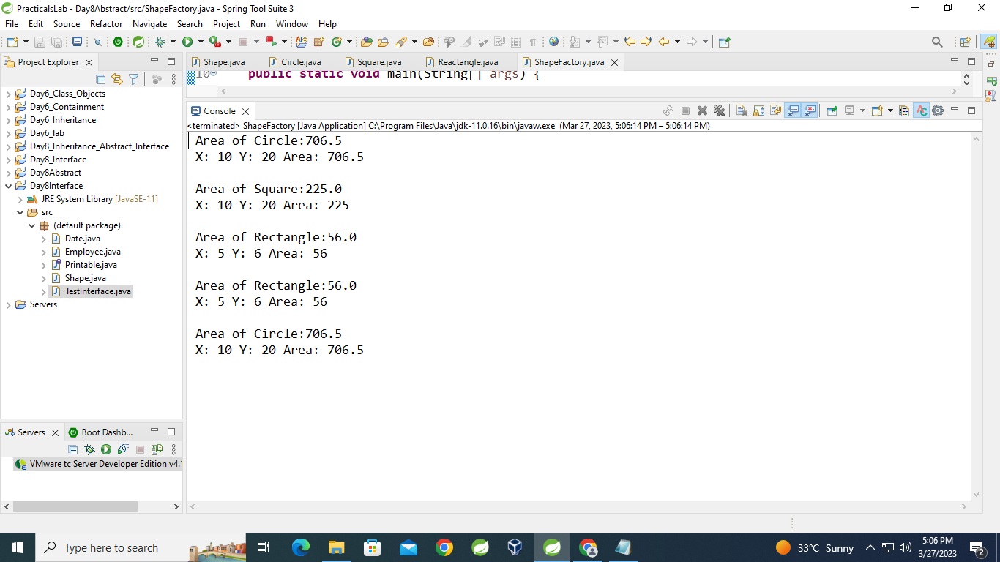 PracticalsLab - Day8Abstract/src/ShapeFactory.java - Spring Tool Suite 3
File Edit Source Refactor Navigate Search Project Run Window Help
Project Explorer
Day6_Class_Objects
Day6_Containment
Day6_Inheritance
Day6_lab
Day8_Inheritance_Abstract_Interface
Day8_Interface
Day8Abstract
Day8Interface
JRE System Library [JavaSE-11]
src
(default package)
Date.java
Employee.java
Printable.java
Shape.java
TestInterface.java
Servers
Shape.java Circle.java Square.java Reactangle.java ShapeFactory.java
10 public static void main(String[] args) {
Console
<terminated> ShapeFactory [Java Application] C:\Program Files\Java\jdk-11.0.16\bin\javaw.exe (Mar 27, 2023, 5:06:14 PM – 5:06:14 PM)
Area of Circle:706.5
X: 10 Y: 20 Area: 706.5
Area of Square:225.0
X: 10 Y: 20 Area: 225
Area of Rectangle:56.0
X: 5 Y: 6 Area: 56
Area of Rectangle:56.0
X: 5 Y: 6 Area: 56
Area of Circle:706.5
X: 10 Y: 20 Area: 706.5
Servers Boot Dashb...
VMware tc Server Developer Edition v4.1
Type here to search
33°C Sunny
5:06 PM
3/27/2023
2